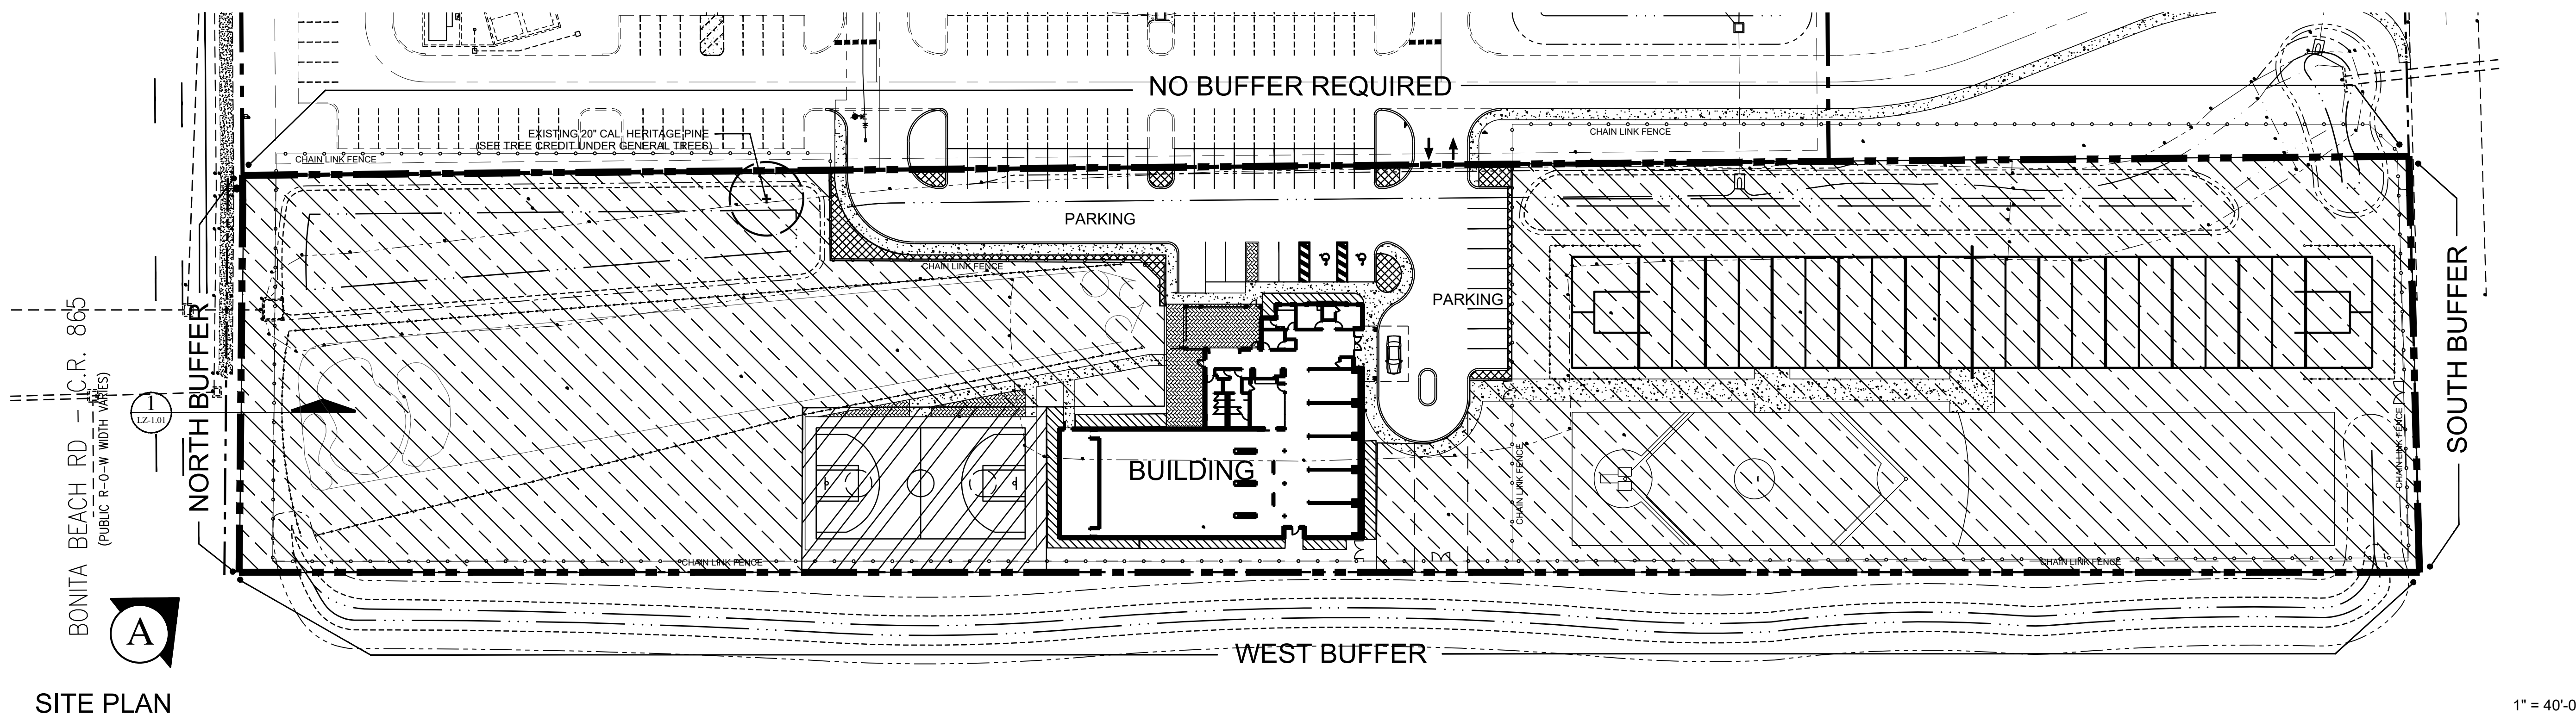 NO BUFFER REQUIRED
EXISTING 20" CAL. HERITAGE PINE
(SEE TREE CREDIT UNDER GENERAL TREES)
CHAIN LINK FENCE
CHAIN LINK FENCE
PARKING
CHAIN LINK FENCE
PARKING
BONITA BEACH RD - C.R. 865
(PUBLIC R-O-W WIDTH VARIES)
1
LZ-1.01
NORTH BUFFER
BUILDING
CHAIN LINK FENCE
CHAIN LINK FENCE
SOUTH BUFFER
CHAIN LINK FENCE
CHAIN LINK FENCE
A
WEST BUFFER
SITE PLAN
1" = 40'-0